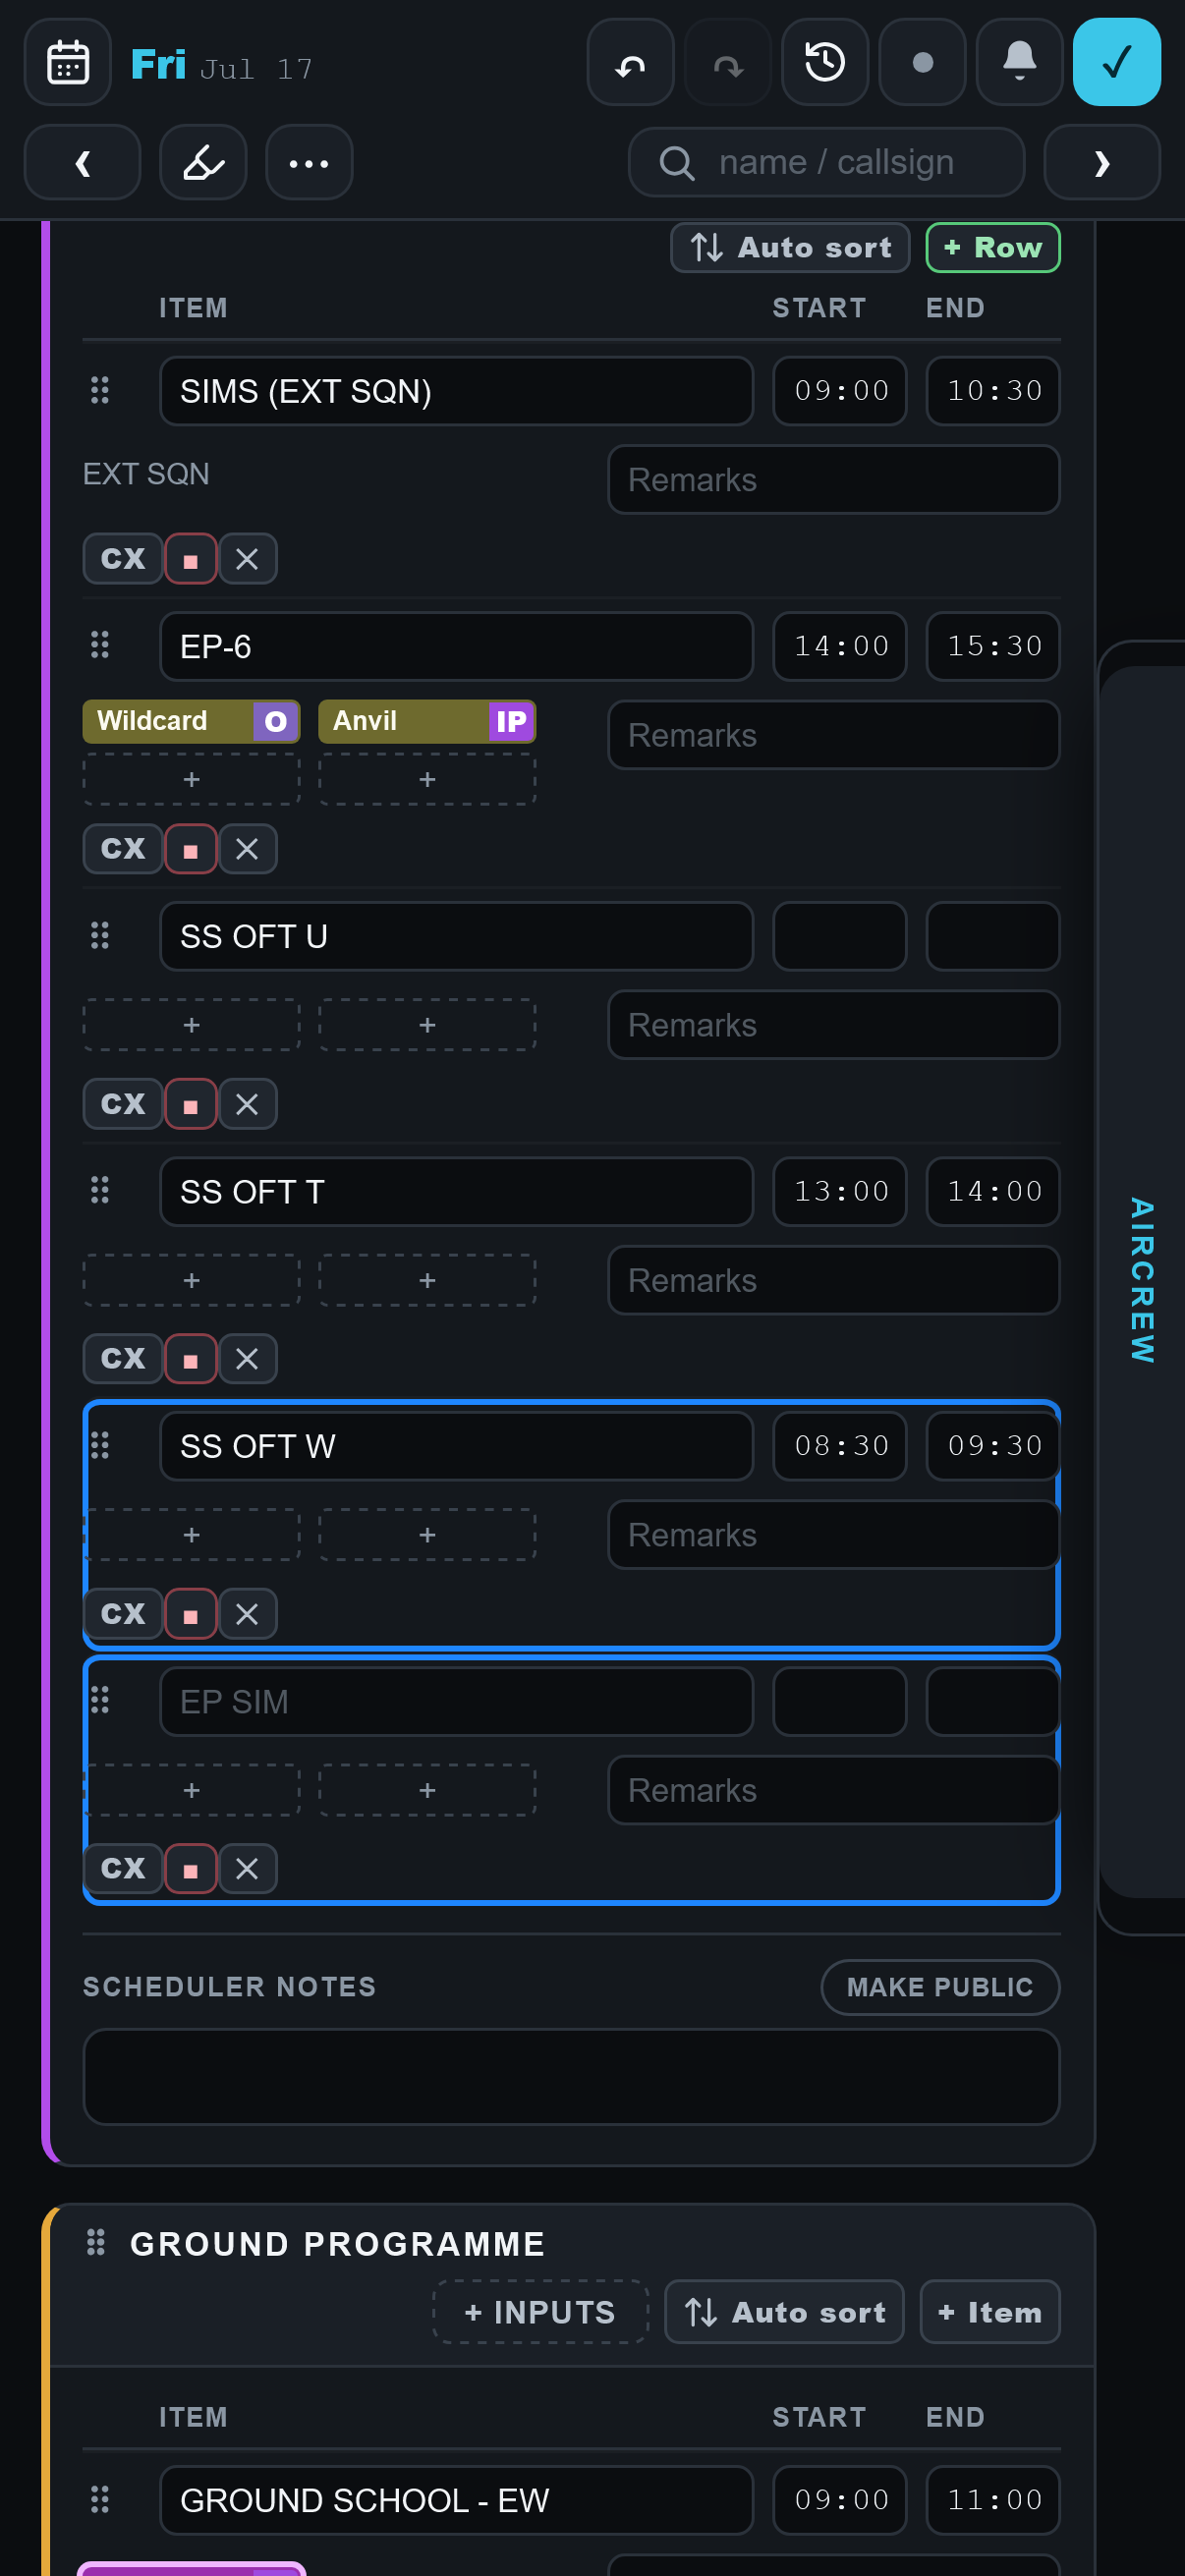 Fri Jul 17
name / callsign
Auto sort + Row
ITEM START END
SIMS (EXT SQN) 09:00 10:30
EXT SQN Remarks
CX
EP-6 14:00 15:30
Wildcard O Anvil IP Remarks
+ +
CX
SS OFT U
+ + Remarks
CX
SS OFT T 13:00 14:00
+ + Remarks
CX
SS OFT W 08:30 09:30
+ + Remarks
CX
EP SIM
+ + Remarks
CX
AIRCREW
SCHEDULER NOTES MAKE PUBLIC
GROUND PROGRAMME
+ INPUTS Auto sort + Item
ITEM START END
GROUND SCHOOL - EW 09:00 11:00